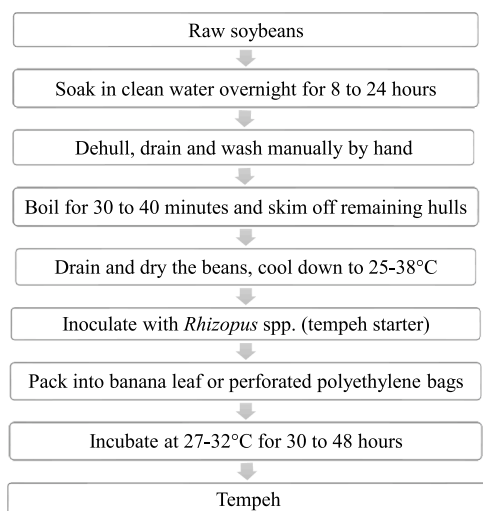 Raw soybeans
Soak in clean water overnight for 8 to 24 hours
Dehull, drain and wash manually by hand
Boil for 30 to 40 minutes and skim off remaining hulls
Drain and dry the beans, cool down to 25-38°C
Inoculate with Rhizopus spp. (tempeh starter)
Pack into banana leaf or perforated polyethylene bags
Incubate at 27-32°C for 30 to 48 hours
Tempeh